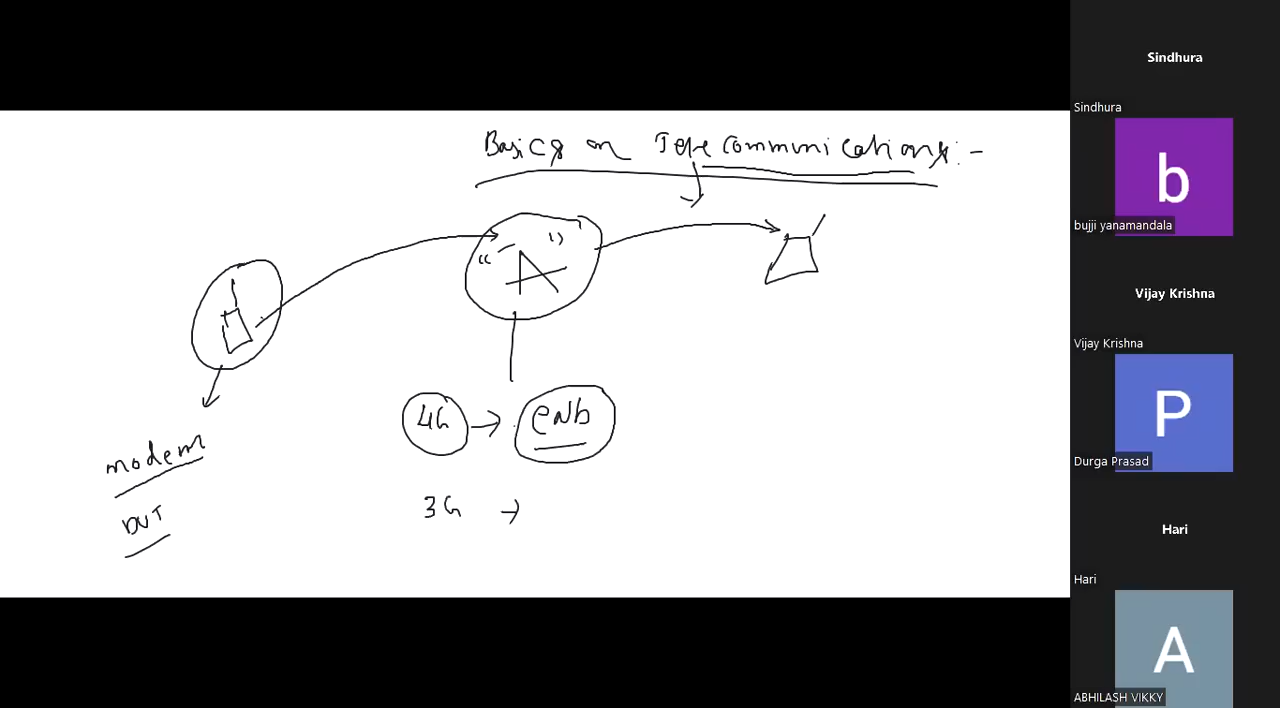 Basics on Telecommunications:-
"A"
4G → eNb
modem
3G →
DUT
Sindhura
Sindhura
b
bujji yanamandala
Vijay Krishna
Vijay Krishna
P
Durga Prasad
Hari
Hari
A
ABHILASH VIKKY